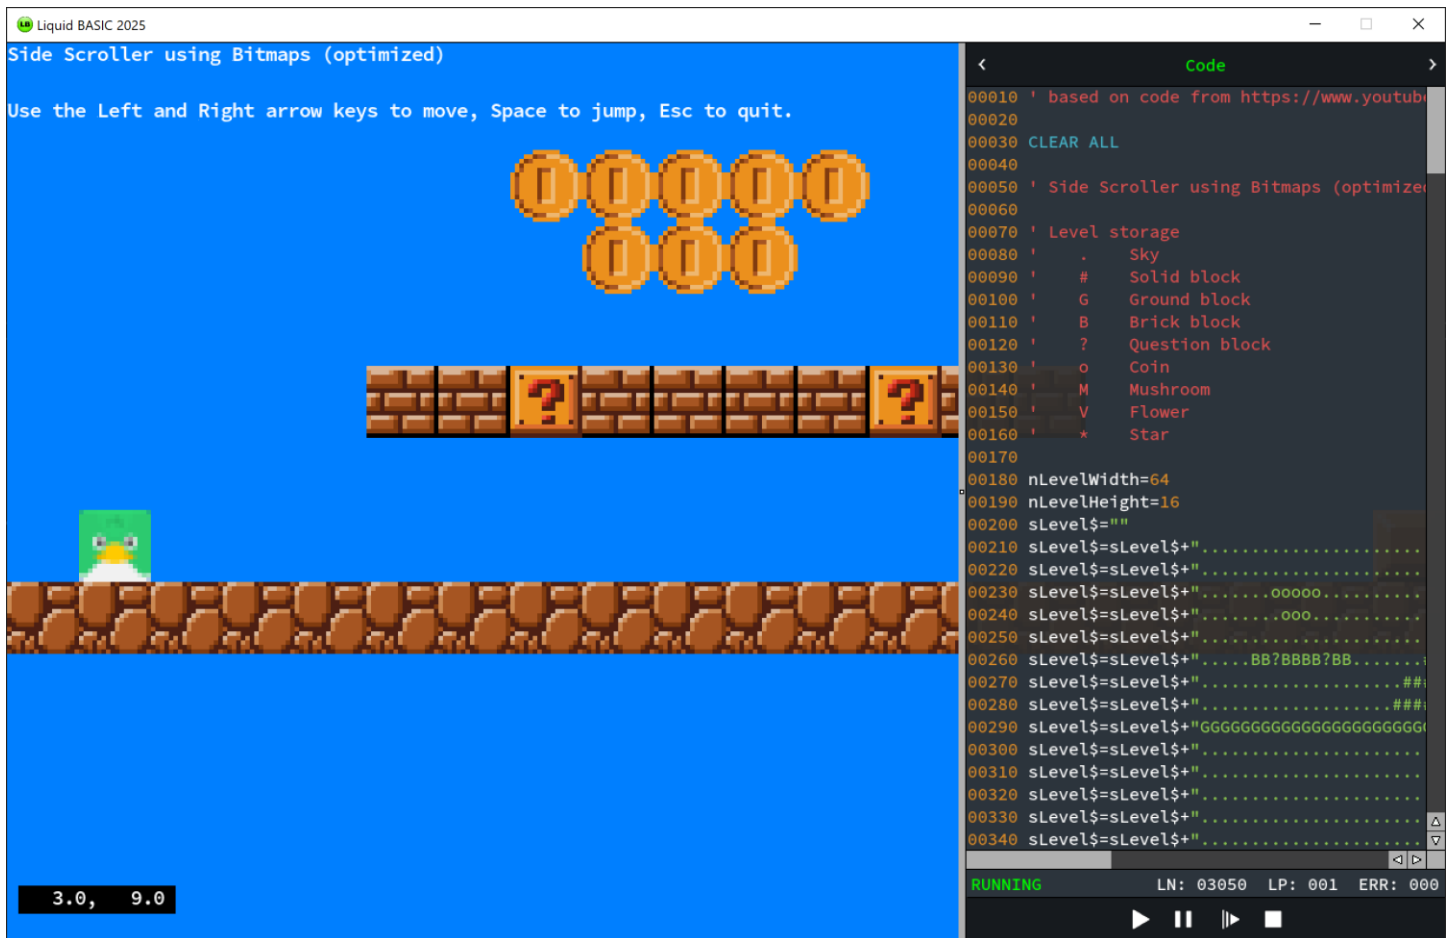 Liquid BASIC 2025
Side Scroller using Bitmaps (optimized)
Use the Left and Right arrow keys to move, Space to jump, Esc to quit.
? ?
3.0, 9.0
Code
00010 ' based on code from https://www.youtube
00020
00030 CLEAR ALL
00040
00050 ' Side Scroller using Bitmaps (optimized
00060
00070 ' Level storage
00080 ' . Sky
00090 ' # Solid block
00100 ' G Ground block
00110 ' B Brick block
00120 ' ? Question block
00130 ' o Coin
00140 ' M Mushroom
00150 ' V Flower
00160 ' * Star
00170
00180 nLevelWidth=64
00190 nLevelHeight=16
00200 sLevel$=""
00210 sLevel$=sLevel$+"......................
00220 sLevel$=sLevel$+"......................
00230 sLevel$=sLevel$+".......ooooo..........
00240 sLevel$=sLevel$+"........ooo...........
00250 sLevel$=sLevel$+"......................
00260 sLevel$=sLevel$+".....BB?BBBB?BB.......#
00270 sLevel$=sLevel$+"....................###
00280 sLevel$=sLevel$+"...................####
00290 sLevel$=sLevel$+"GGGGGGGGGGGGGGGGGGGGGGG
00300 sLevel$=sLevel$+"......................
00310 sLevel$=sLevel$+"......................
00320 sLevel$=sLevel$+"......................
00330 sLevel$=sLevel$+"......................
00340 sLevel$=sLevel$+"......................
RUNNING LN: 03050 LP: 001 ERR: 000